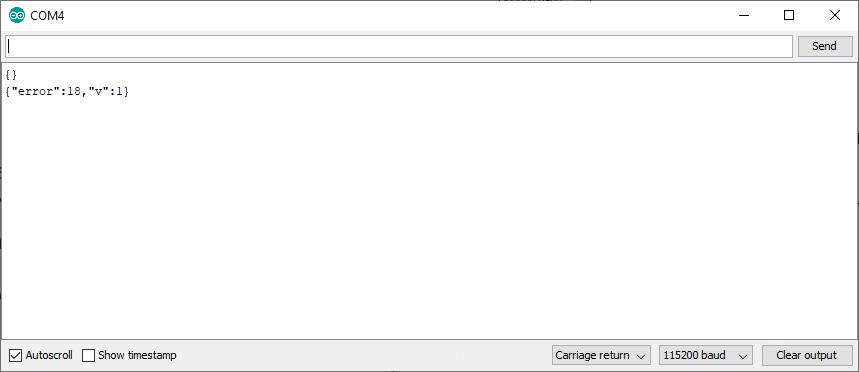 COM4
Send
{}
{"error":18,"v":1}
Autoscroll Show timestamp Carriage return 115200 baud Clear output